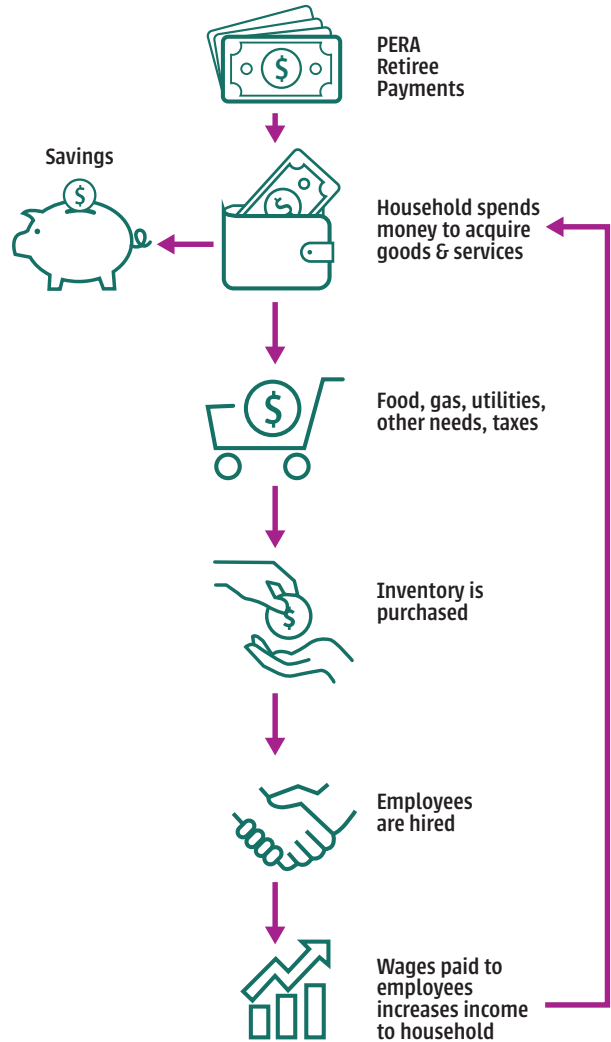 $
PERA
Retiree
Payments
Savings
$
$
Household spends
money to acquire
goods & services
$
Food, gas, utilities,
other needs, taxes
$
Inventory is
purchased
Employees
are hired
Wages paid to
employees
increases income
to household